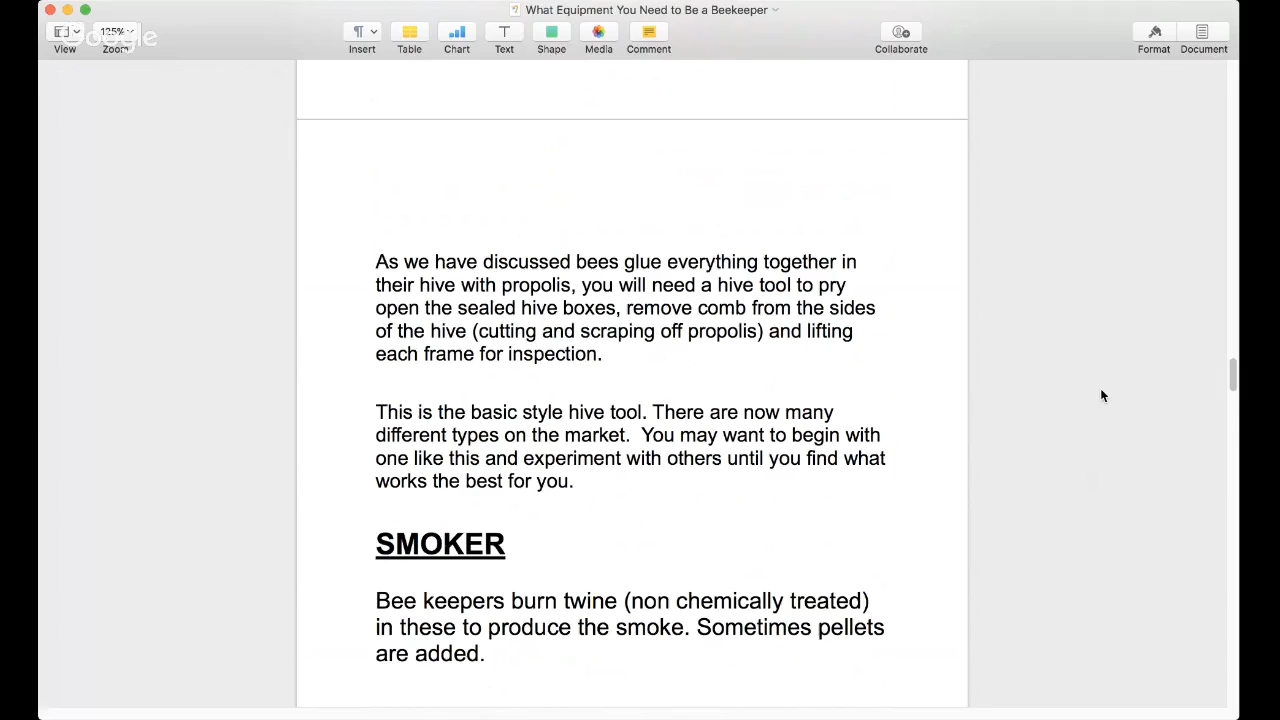 What Equipment You Need to Be a Beekeeper
125%
Google
View
Zoom
Insert
Table
Chart
Text
Shape
Media
Comment
Collaborate
Format
Document
As we have discussed bees glue everything together in
their hive with propolis, you will need a hive tool to pry
open the sealed hive boxes, remove comb from the sides
of the hive (cutting and scraping off propolis) and lifting
each frame for inspection.
This is the basic style hive tool. There are now many
different types on the market.  You may want to begin with
one like this and experiment with others until you find what
works the best for you.
SMOKER
Bee keepers burn twine (non chemically treated)
in these to produce the smoke. Sometimes pellets
are added.